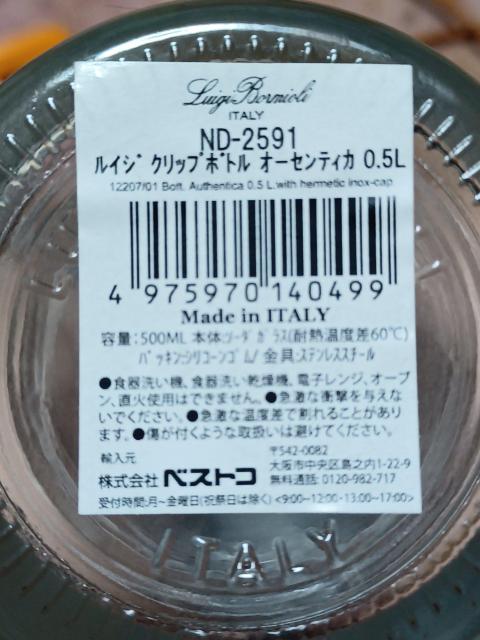 Luigi Bormioli
ITALY
ND-2591
ルイジ クリップボトル オーセンティカ 0.5L
12207/01 Bott. Authentica 0.5 L.with hermetic inox-cap
4 975970 140499
Made in ITALY
容量:500ML 本体:ソーダガラス(耐熱温度差60℃)
パッキン:シリコーンゴム/ 金具:ステンレススチール
●食器洗い機、食器洗い乾燥機、電子レンジ、オーブ
ン、直火使用はできません。●急激な衝撃を与えな
いでください。●急激な温度差で割れることがあり
ます。●傷が付くような取扱いは避けてください。
輸入元
株式会社 ベストコ
〒542-0082
大阪市中央区島之内1-22-9
無料通話: 0120-982-717
受付時間:月~金曜日(祝祭日は除く) <9:00~12:00・13:00~17:00>
ITALY